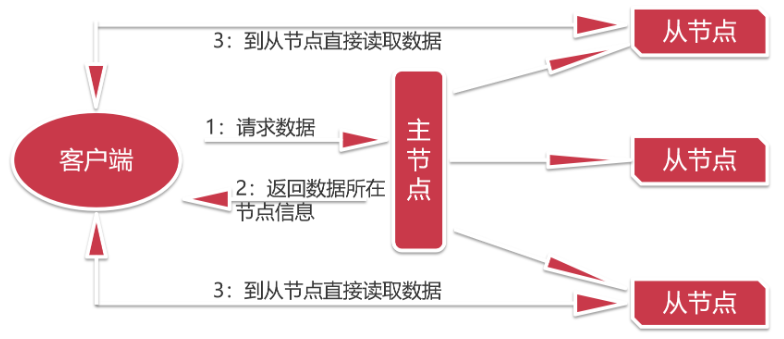 3：到从节点直接读取数据
从节点
1：请求数据
主
节
点
客户端
从节点
2：返回数据所在
节点信息
3：到从节点直接读取数据
从节点